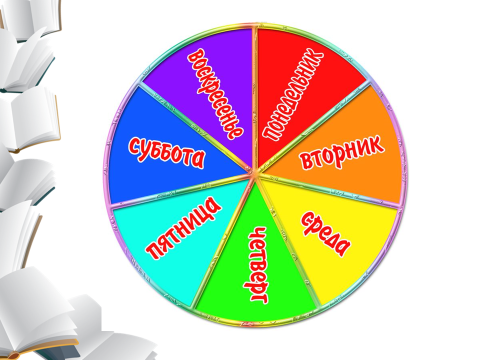 понедельник
вторник
среда
четверг
пятница
суббота
воскресенье